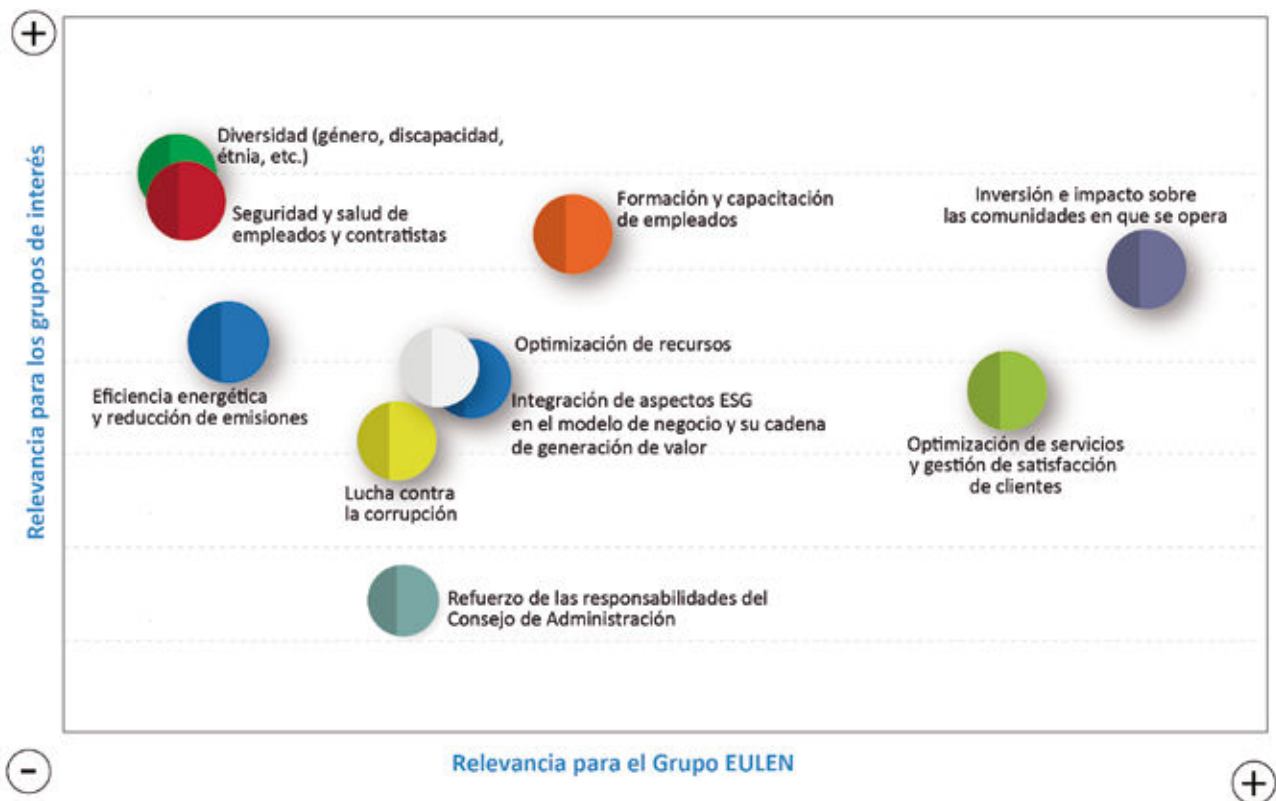 +
Relevancia para los grupos de interés
Diversidad (género, discapacidad,
étnia, etc.)
Seguridad y salud de
empleados y contratistas
Formación y capacitación
de empleados
Inversión e impacto sobre
las comunidades en que se opera
Eficiencia energética
y reducción de emisiones
Optimización de recursos
Integración de aspectos ESG
en el modelo de negocio y su cadena
de generación de valor
Lucha contra
la corrupción
Optimización de servicios
y gestión de satisfacción
de clientes
Refuerzo de las responsabilidades del
Consejo de Administración
-
Relevancia para el Grupo EULEN
+